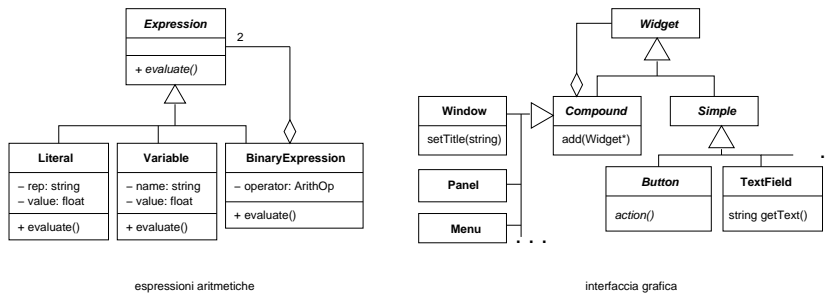 Expression
2
+ evaluate()
Literal
− rep: string
− value: float
+ evaluate()
Variable
− name: string
− value: float
+ evaluate()
BinaryExpression
− operator: ArithOp
+ evaluate()
espressioni aritmetiche
Widget
Window
setTitle(string)
Compound
add(Widget*)
Simple
Panel
Menu
. . .
Button
action()
TextField
string getText()
.
interfaccia grafica